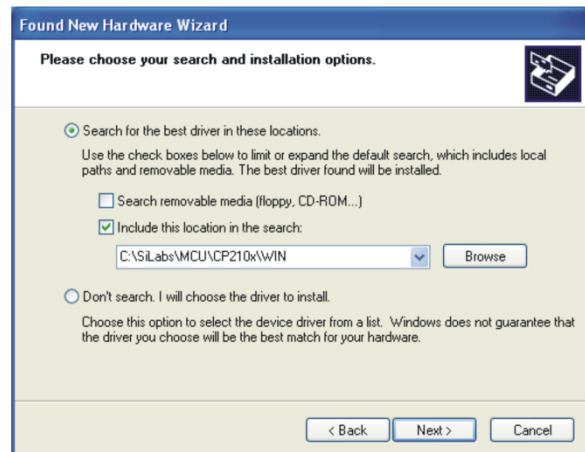 Found New Hardware Wizard
Please choose your search and installation options.
Search for the best driver in these locations.
Use the check boxes below to limit or expand the default search, which includes local
paths and removable media. The best driver found will be installed.
Search removable media (floppy, CD-ROM...)
Include this location in the search:
C:\SiLabs\MCU\CP210x\WIN
Browse
Don't search. I will choose the driver to install.
Choose this option to select the device driver from a list. Windows does not guarantee that
the driver you choose will be the best match for your hardware.
< Back Next > Cancel